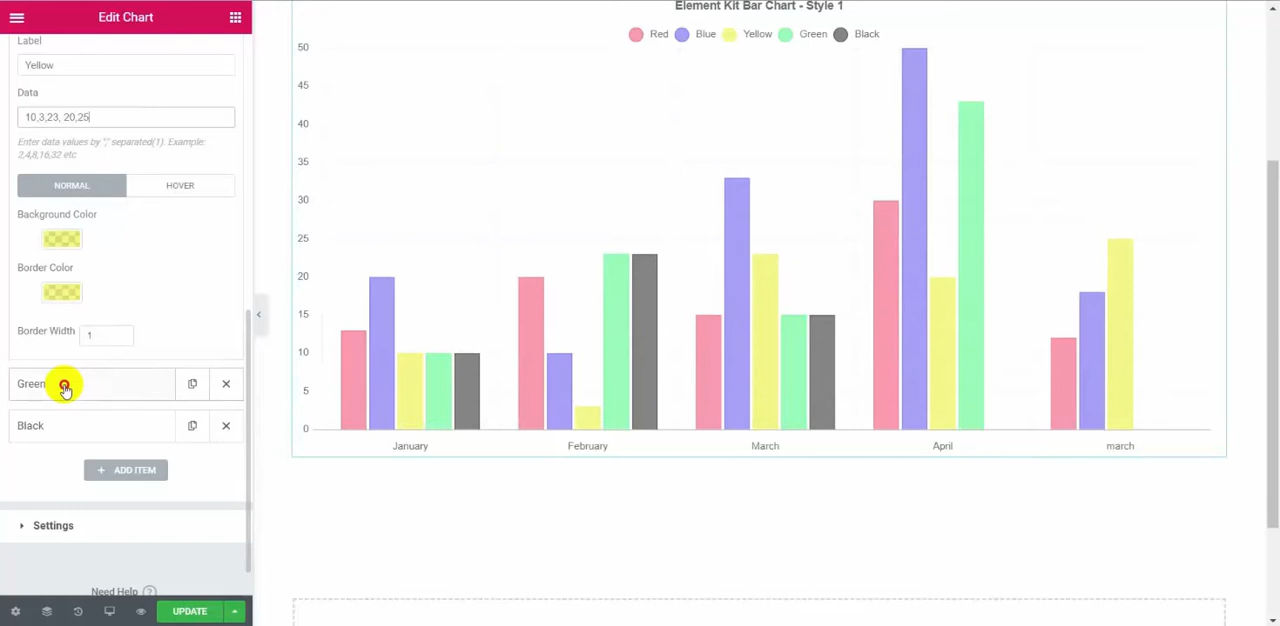 Edit Chart
Label
Yellow
Data
10,3,23, 20,25
Enter data values by "," separated(1). Example:
2,4,8,16,32 etc
NORMAL
HOVER
Background Color
Border Color
Border Width
1
Green
Black
+ ADD ITEM
Settings
Need Help ?
UPDATE
Element Kit Bar Chart - Style 1
Red Blue Yellow Green Black
50
45
40
35
30
25
20
15
10
5
0
January February March April march